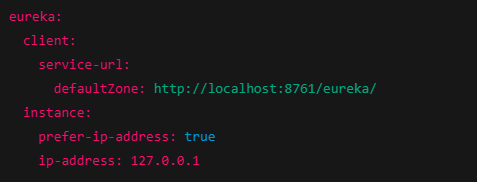 eureka:
  client:
    service-url:
      defaultZone: http://localhost:8761/eureka/
  instance:
    prefer-ip-address: true
    ip-address: 127.0.0.1